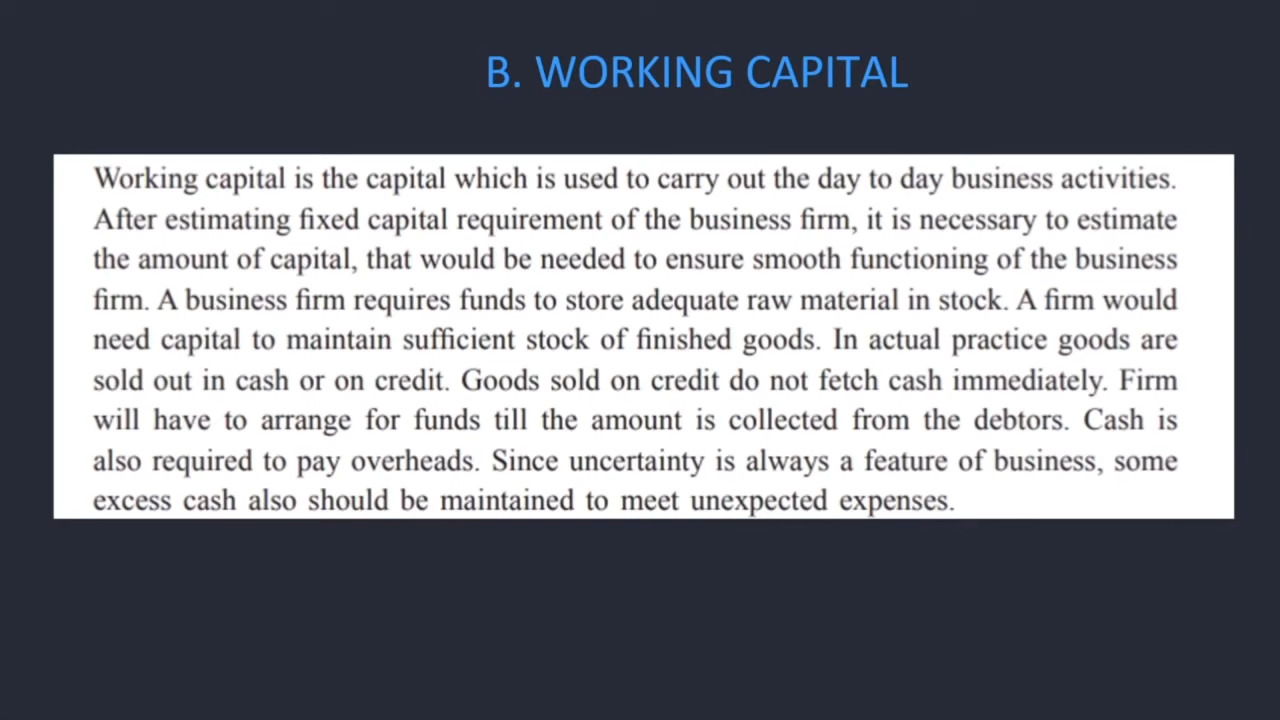 B. WORKING CAPITAL
Working capital is the capital which is used to carry out the day to day business activities.
After estimating fixed capital requirement of the business firm, it is necessary to estimate
the amount of capital, that would be needed to ensure smooth functioning of the business
firm. A business firm requires funds to store adequate raw material in stock. A firm would
need capital to maintain sufficient stock of finished goods. In actual practice goods are
sold out in cash or on credit. Goods sold on credit do not fetch cash immediately. Firm
will have to arrange for funds till the amount is collected from the debtors. Cash is
also required to pay overheads. Since uncertainty is always a feature of business, some
excess cash also should be maintained to meet unexpected expenses.